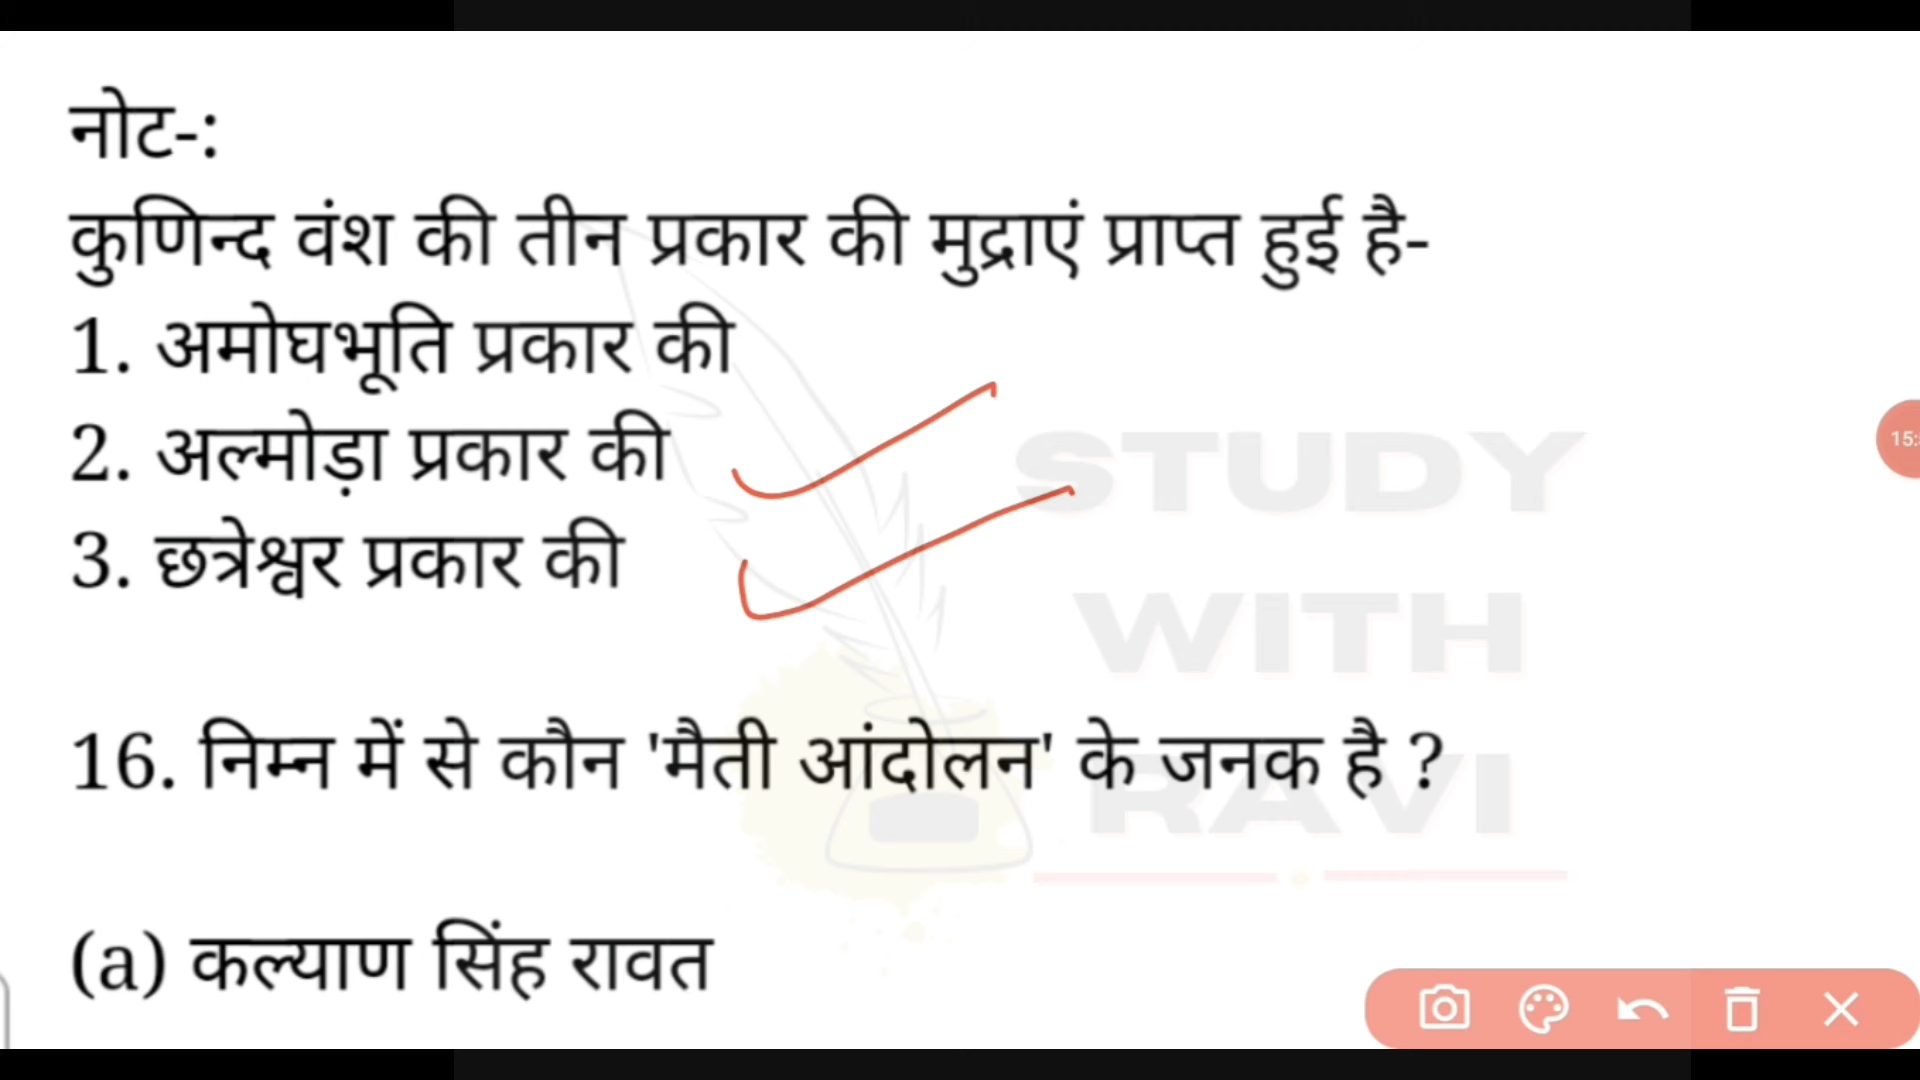 नोट-:
कुणिन्द वंश की तीन प्रकार की मुद्राएं प्राप्त हुई है-
1. अमोघभूति प्रकार की
2. अल्मोड़ा प्रकार की
3. छत्रेश्वर प्रकार की
16. निम्न में से कौन 'मैती आंदोलन' के जनक है ?
(a) कल्याण सिंह रावत
STUDY
WITH
RAVI
15: